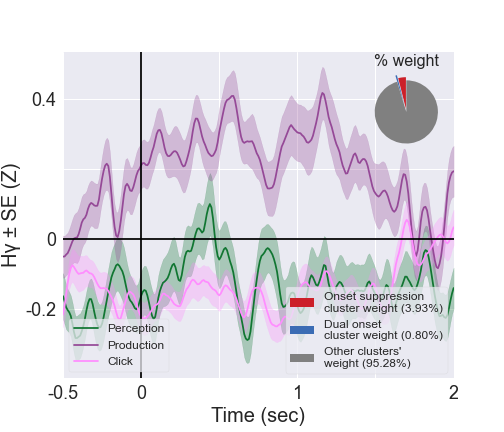 % weight
Hγ ± SE (Z)
0.4
0
-0.2
Perception
Production
Click
Onset suppression
cluster weight (3.93%)
Dual onset
cluster weight (0.80%)
Other clusters'
weight (95.28%)
-0.5
0
1
2
Time (sec)